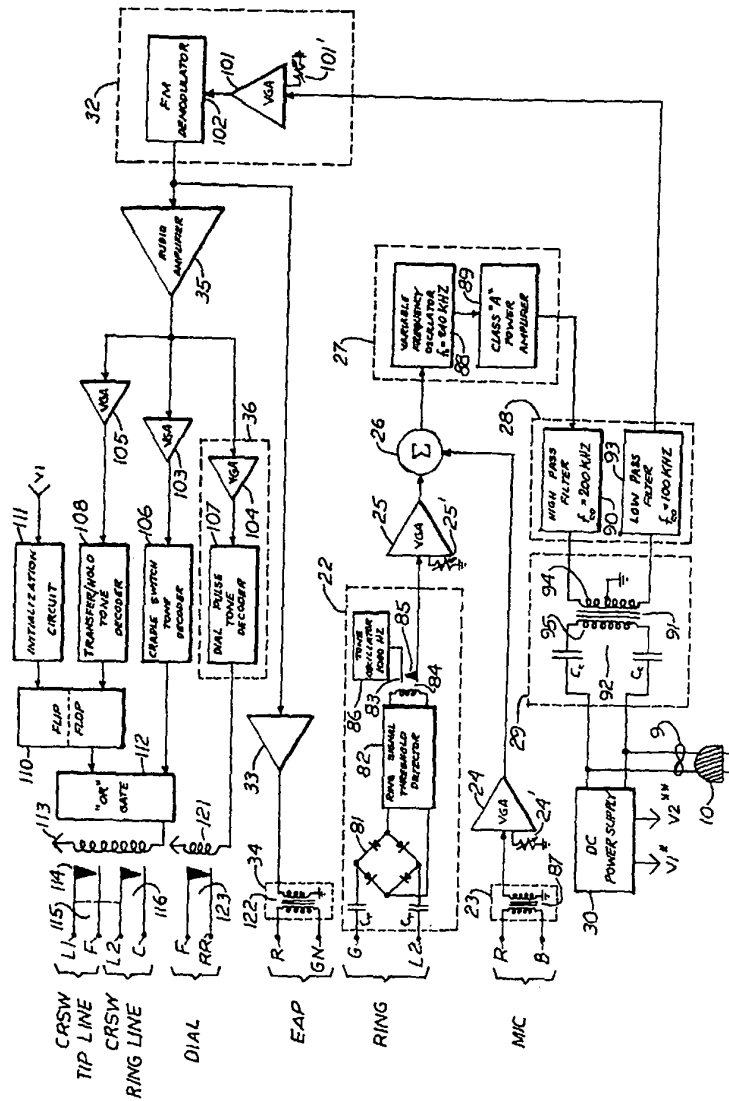 32
FM
DEMODULATOR
102
101
VGA
101'
AUDIO
AMPLIFIER
35
VGA
105
VGA
103
36
VGA
104
V1
111
INITIALIZATION
CIRCUIT
108
TRANSFER/HOLD
TONE
DECODER
106
CRADLE SWITCH
TONE
DECODER
107
DIAL PULSE
TONE
DECODER
110
FLIP
FLOP
112
"OR"
GATE
113
114
115
116
121
123
L1
F
L2
C
F
RR
CRSW
TIP LINE
CRSW
RING LINE
DIAL
33
34
122
R
GN
EAP
22
86
TONE
OSCILLATOR
1020 HZ
83
85
84
82
RING SIGNAL
THRESHOLD
DETECTOR
81
Cr
Cr
G
L2
RING
25
VGA
25'
26
Σ
27
VARIABLE
FREQUENCY
OSCILLATOR
fo = 240 KHZ
88
89
CLASS "A"
POWER
AMPLIFIER
24
VGA
24'
23
87
R
B
MIC
28
HIGH PASS
FILTER
fco = 200 KHZ
90
93
LOW PASS
FILTER
fco = 100 KHZ
29
94
95
91
92
Cc
Cc
30
DC
POWER SUPPLY
V1*
V2**
9
10